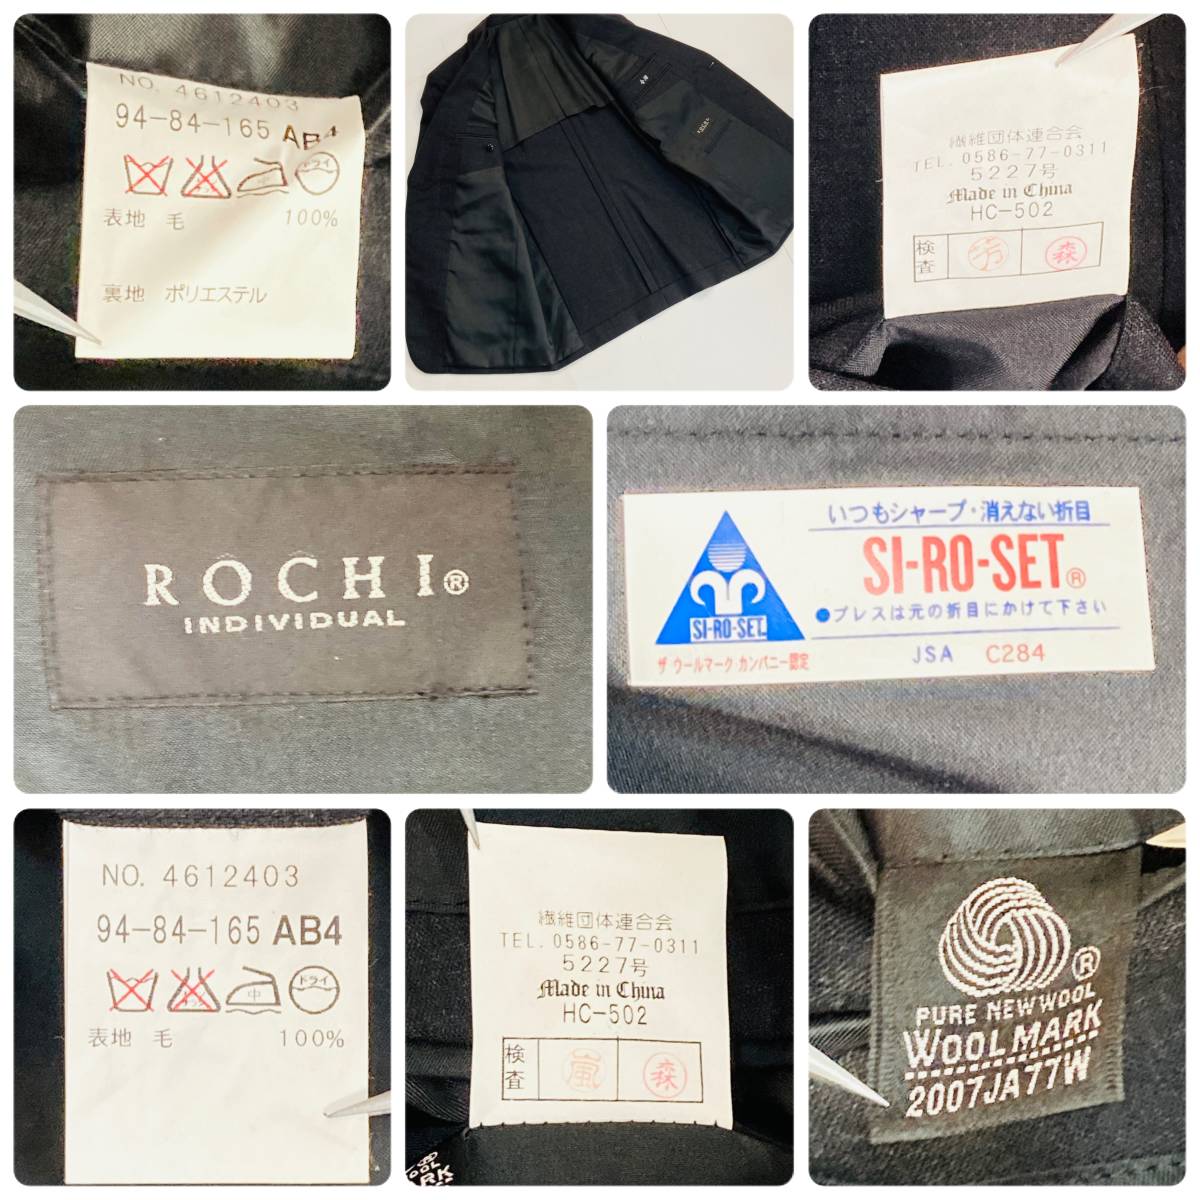 NO. 4612403
94-84-165 AB4
ドライ
中
表地 毛 100%
裏地 ポリエステル
繊維団体連合会
TEL. 0586-77-0311
5227号
Made in China
HC-502
検査 芳 森
ROCHI®
INDIVIDUAL
いつもシャープ・消えない折目
SI-RO-SET®
●プレスは元の折目にかけて下さい
SI-RO-SET
ザ ウールマーク・カンパニー認定
JSA C284
NO. 4612403
94-84-165 AB4
中
ドライ
表地 毛 100%
繊維団体連合会
TEL. 0586-77-0311
5227号
Made in China
HC-502
検査 嵐 森
WOOL
RK
®
PURE NEW WOOL
WOOLMARK
2007JA77W